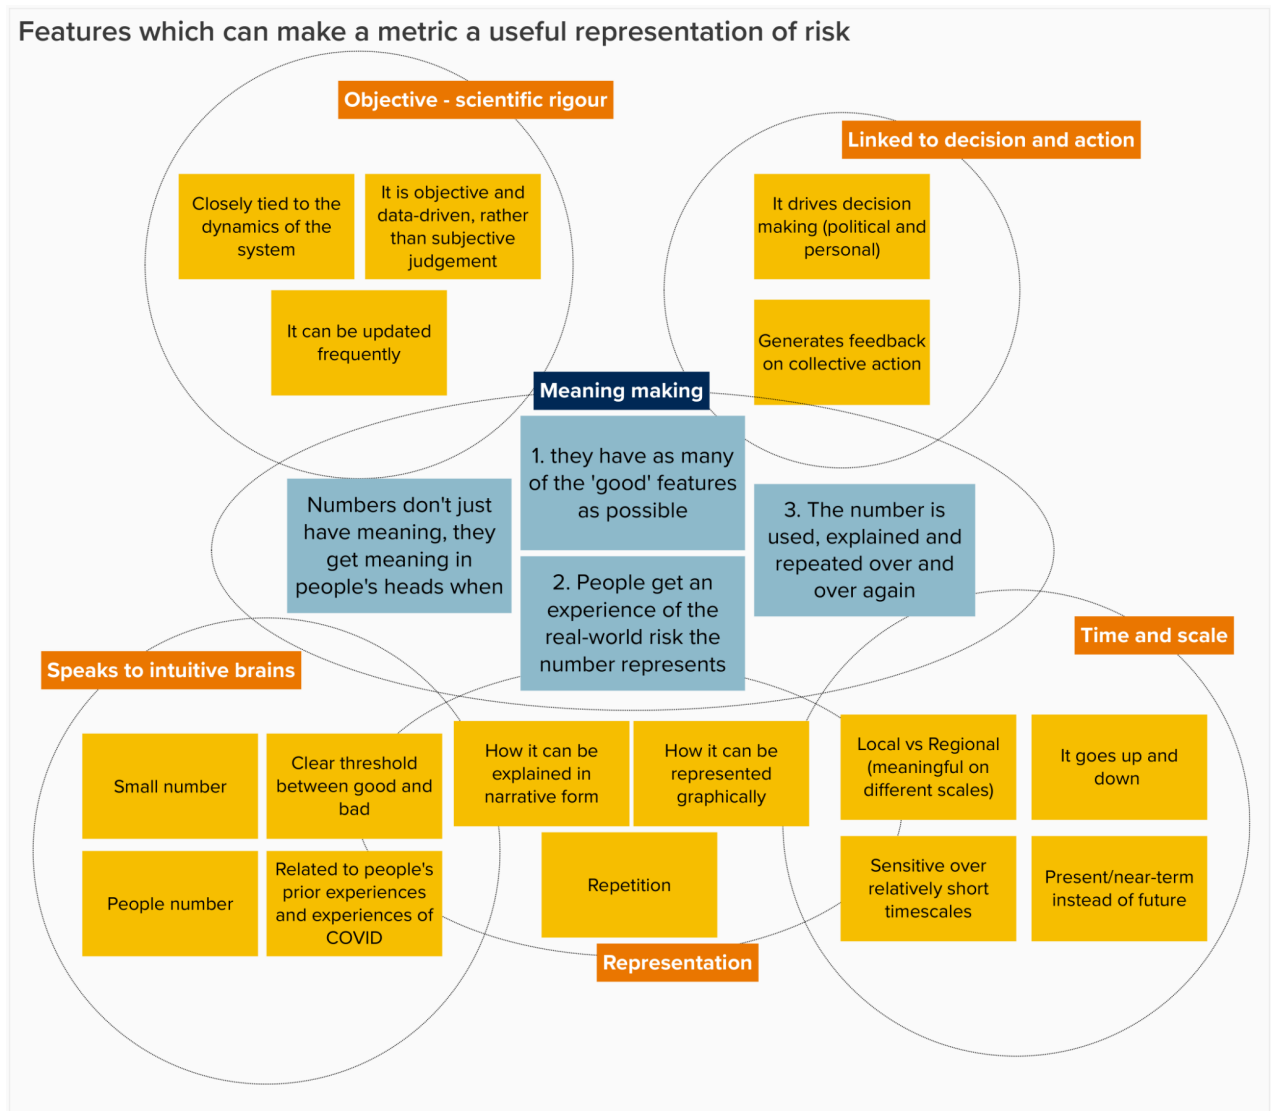 Features which can make a metric a useful representation of risk
Objective - scientific rigour
Closely tied to the
dynamics of the
system
It is objective and
data-driven, rather
than subjective
judgement
It can be updated
frequently
Linked to decision and action
It drives decision
making (political and
personal)
Generates feedback
on collective action
Meaning making
Numbers don't just
have meaning, they
get meaning in
people's heads when
1. they have as many
of the 'good' features
as possible
2. People get an
experience of the
real-world risk the
number represents
3. The number is
used, explained and
repeated over and
over again
Speaks to intuitive brains
Small number
Clear threshold
between good and
bad
People number
Related to people's
prior experiences
and experiences of
COVID
How it can be
explained in
narrative form
How it can be
represented
graphically
Repetition
Representation
Time and scale
Local vs Regional
(meaningful on
different scales)
It goes up and
down
Sensitive over
relatively short
timescales
Present/near-term
instead of future